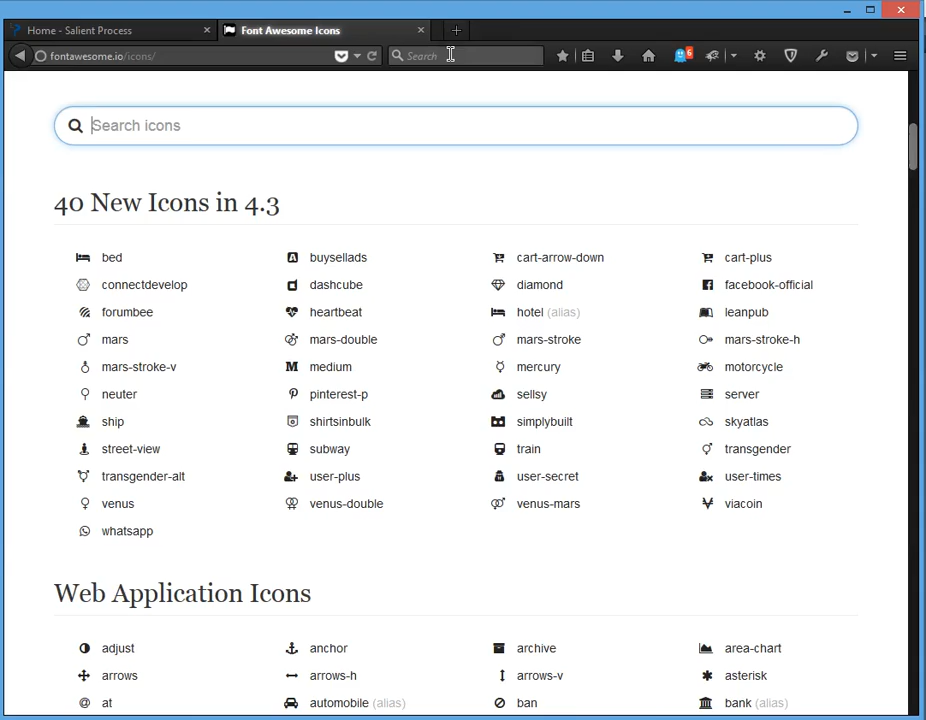 Home - Salient Process
Font Awesome Icons
fontawesome.io/icons/
Search
6
Search icons
40 New Icons in 4.3
bed buysellads cart-arrow-down cart-plus
connectdevelop dashcube diamond facebook-official
forumbee heartbeat hotel (alias) leanpub
mars mars-double mars-stroke mars-stroke-h
mars-stroke-v medium mercury motorcycle
neuter pinterest-p sellsy server
ship shirtsinbulk simplybuilt skyatlas
street-view subway train transgender
transgender-alt user-plus user-secret user-times
venus venus-double venus-mars viacoin
whatsapp
Web Application Icons
adjust anchor archive area-chart
arrows arrows-h arrows-v asterisk
at automobile (alias) ban bank (alias)